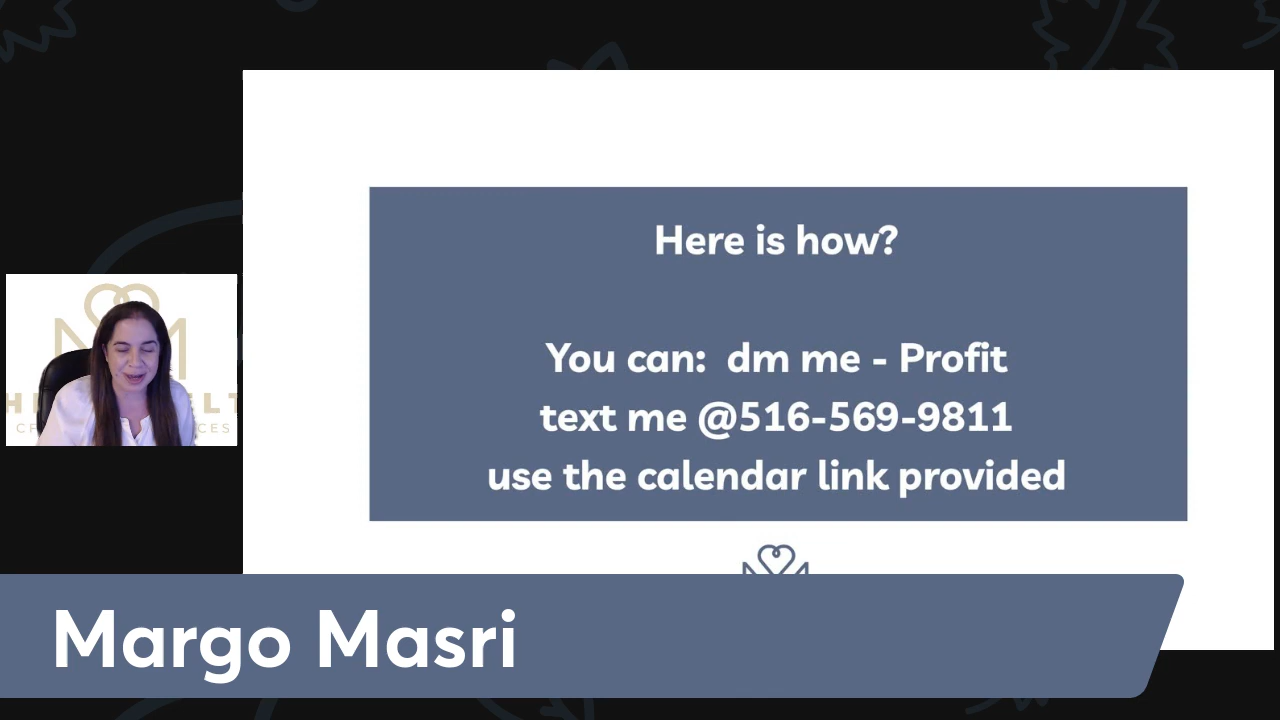 Here is how?
You can: dm me - Profit
text me @516-569-9811
use the calendar link provided
Margo Masri